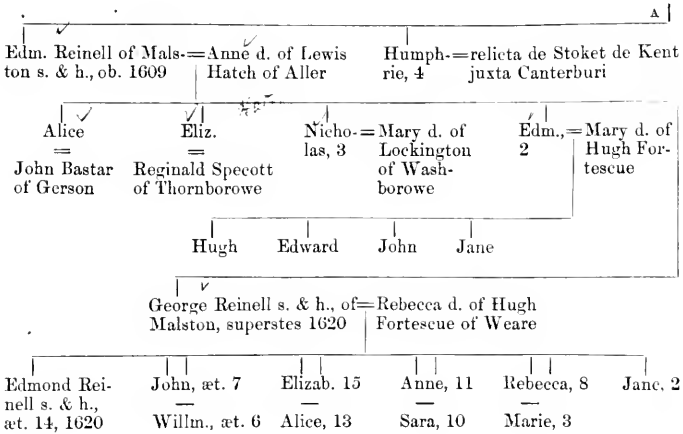 A
Edm. Reinell of Mals-=Anne d. of Lewis Humph-=relicta de Stoket de Kent
ton s. & h., ob. 1609 Hatch of Aller rie, 4 juxta Canterburi
Alice Eliz. Nicho-=Mary d. of Edm.,=Mary d. of
= = las, 3 Lockington 2 Hugh For-
John Bastar Reginald Specott of Wash- tescue
of Gerson of Thornborowe borowe
Hugh Edward John Jane
George Reinell s. & h., of=Rebecca d. of Hugh
Malston, superstes 1620 Fortescue of Weare
Edmond Rei- John, æt. 7 Elizab. 15 Anne, 11 Rebecca, 8 Jane, 2
nell s. & h., — — — —
æt. 14, 1620 Willm., æt. 6 Alice, 13 Sara, 10 Marie, 3